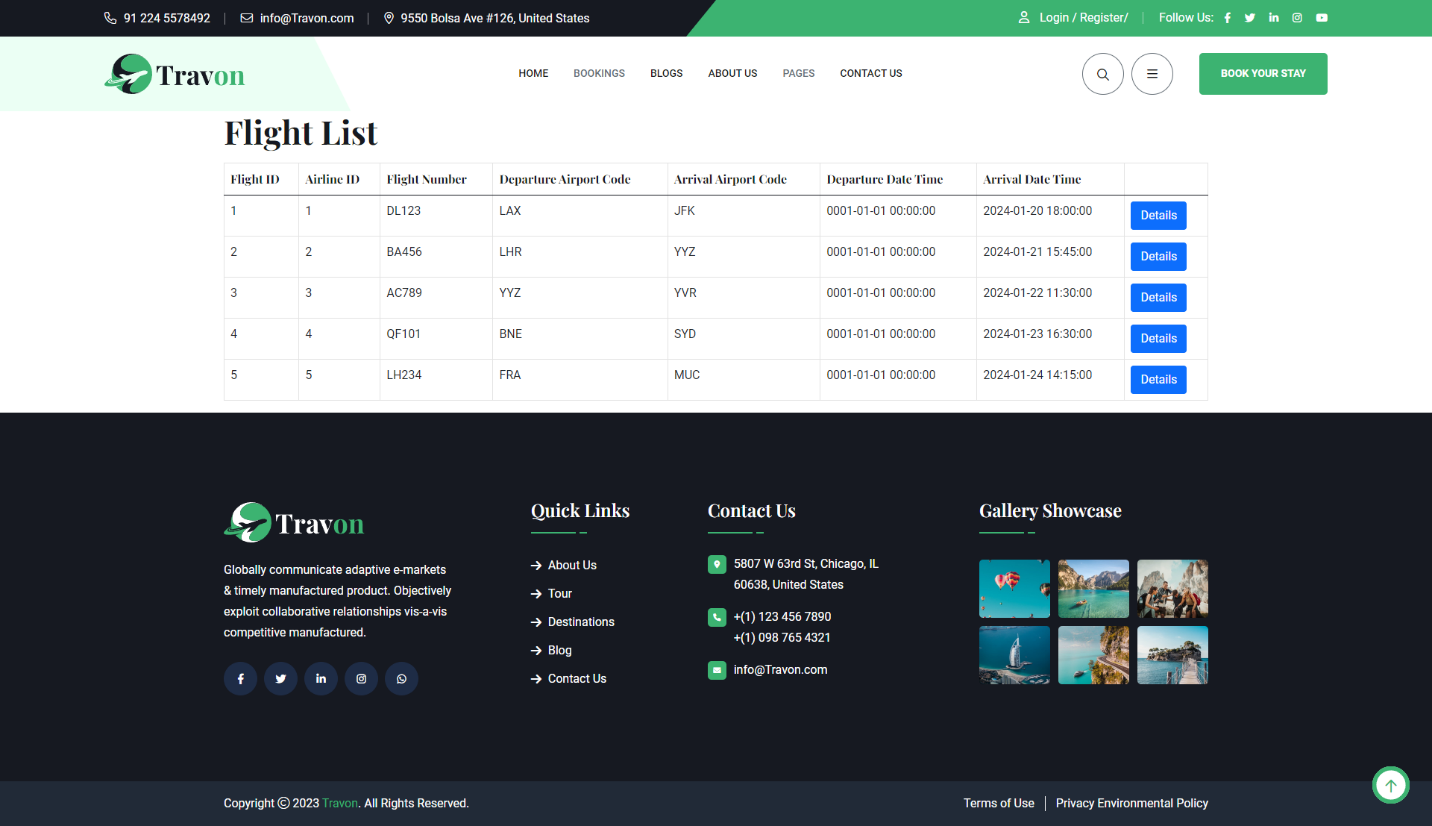 91 224 5578492 | info@Travon.com | 9550 Bolsa Ave #126, United States
Login / Register/ | Follow Us:
Travon
HOME BOOKINGS BLOGS ABOUT US PAGES CONTACT US
BOOK YOUR STAY
Flight List
Flight ID Airline ID Flight Number Departure Airport Code Arrival Airport Code Departure Date Time Arrival Date Time
1 1 DL123 LAX JFK 0001-01-01 00:00:00 2024-01-20 18:00:00 Details
2 2 BA456 LHR YYZ 0001-01-01 00:00:00 2024-01-21 15:45:00 Details
3 3 AC789 YYZ YVR 0001-01-01 00:00:00 2024-01-22 11:30:00 Details
4 4 QF101 BNE SYD 0001-01-01 00:00:00 2024-01-23 16:30:00 Details
5 5 LH234 FRA MUC 0001-01-01 00:00:00 2024-01-24 14:15:00 Details
Travon
Globally communicate adaptive e-markets
& timely manufactured product. Objectively
exploit collaborative relationships vis-a-vis
competitive manufactured.
Quick Links
About Us
Tour
Destinations
Blog
Contact Us
Contact Us
5807 W 63rd St, Chicago, IL
60638, United States
+(1) 123 456 7890
+(1) 098 765 4321
info@Travon.com
Gallery Showcase
Copyright © 2023 Travon. All Rights Reserved.
Terms of Use | Privacy Environmental Policy